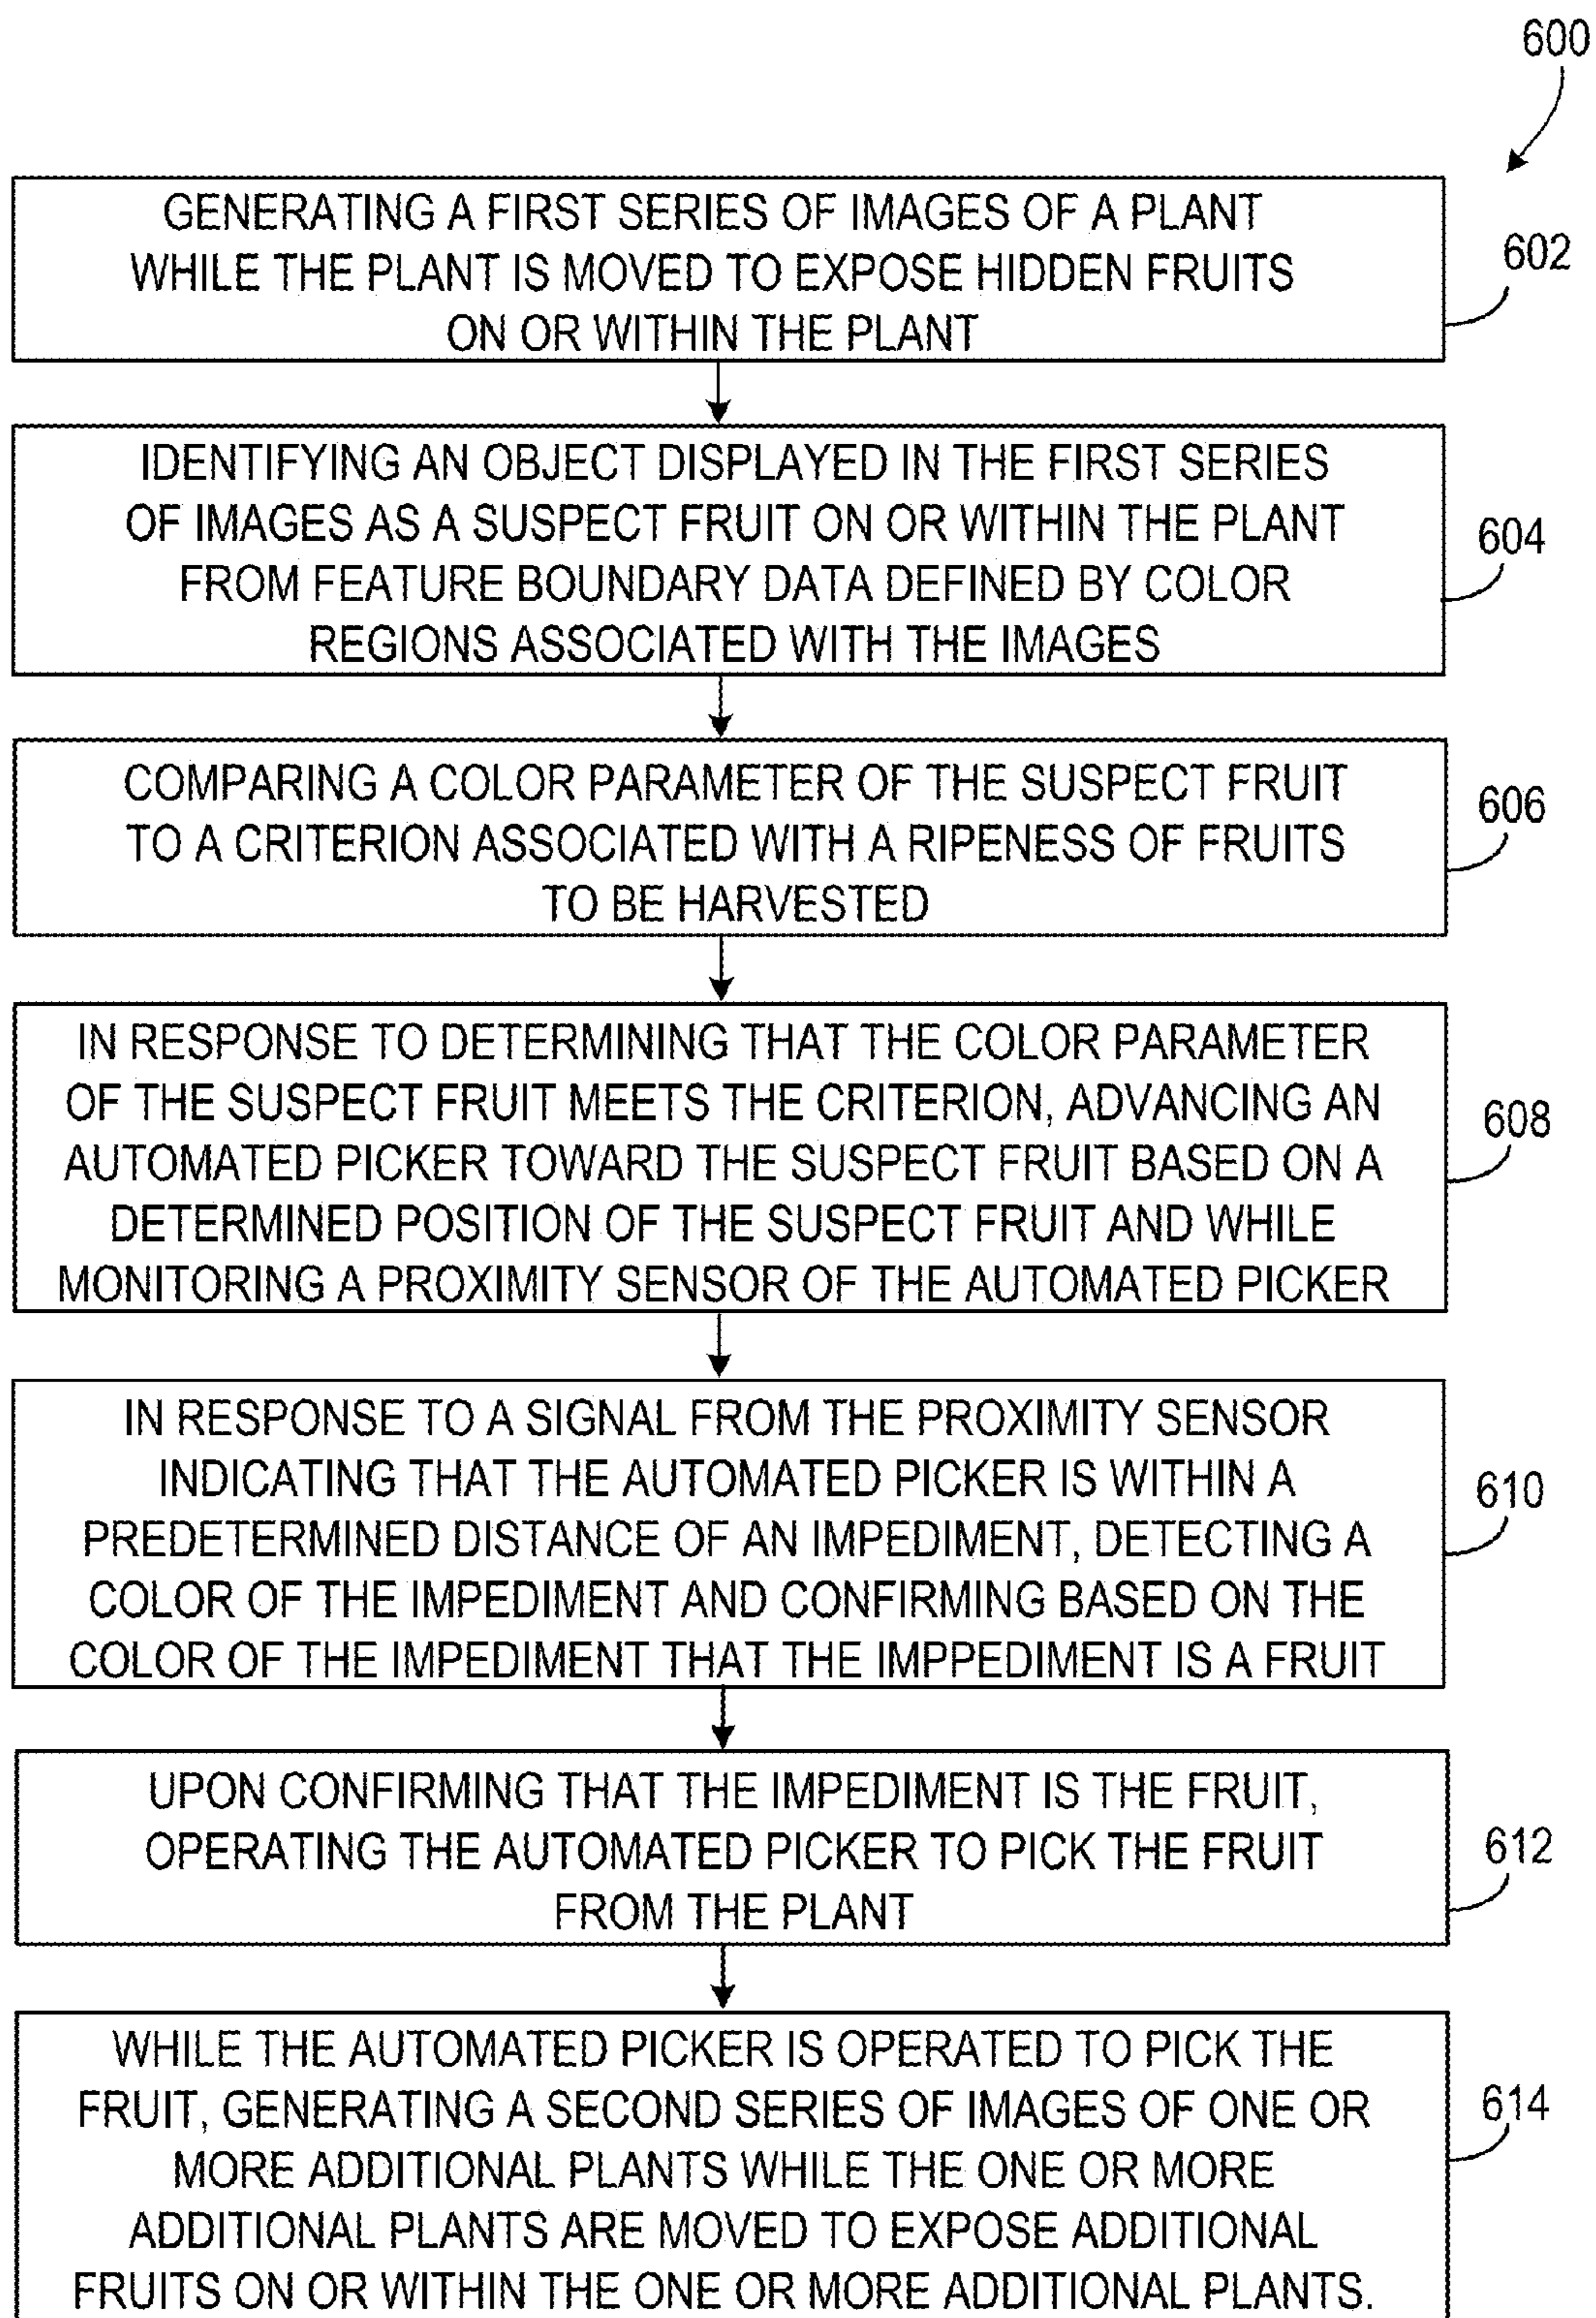 600
GENERATING A FIRST SERIES OF IMAGES OF A PLANT
WHILE THE PLANT IS MOVED TO EXPOSE HIDDEN FRUITS
ON OR WITHIN THE PLANT
602
IDENTIFYING AN OBJECT DISPLAYED IN THE FIRST SERIES
OF IMAGES AS A SUSPECT FRUIT ON OR WITHIN THE PLANT
FROM FEATURE BOUNDARY DATA DEFINED BY COLOR
REGIONS ASSOCIATED WITH THE IMAGES
604
COMPARING A COLOR PARAMETER OF THE SUSPECT FRUIT
TO A CRITERION ASSOCIATED WITH A RIPENESS OF FRUITS
TO BE HARVESTED
606
IN RESPONSE TO DETERMINING THAT THE COLOR PARAMETER
OF THE SUSPECT FRUIT MEETS THE CRITERION, ADVANCING AN
AUTOMATED PICKER TOWARD THE SUSPECT FRUIT BASED ON A
DETERMINED POSITION OF THE SUSPECT FRUIT AND WHILE
MONITORING A PROXIMITY SENSOR OF THE AUTOMATED PICKER
608
IN RESPONSE TO A SIGNAL FROM THE PROXIMITY SENSOR
INDICATING THAT THE AUTOMATED PICKER IS WITHIN A
PREDETERMINED DISTANCE OF AN IMPEDIMENT, DETECTING A
COLOR OF THE IMPEDIMENT AND CONFIRMING BASED ON THE
COLOR OF THE IMPEDIMENT THAT THE IMPPEDIMENT IS A FRUIT
610
UPON CONFIRMING THAT THE IMPEDIMENT IS THE FRUIT,
OPERATING THE AUTOMATED PICKER TO PICK THE FRUIT
FROM THE PLANT
612
WHILE THE AUTOMATED PICKER IS OPERATED TO PICK THE
FRUIT, GENERATING A SECOND SERIES OF IMAGES OF ONE OR
MORE ADDITIONAL PLANTS WHILE THE ONE OR MORE
ADDITIONAL PLANTS ARE MOVED TO EXPOSE ADDITIONAL
FRUITS ON OR WITHIN THE ONE OR MORE ADDITIONAL PLANTS.
614